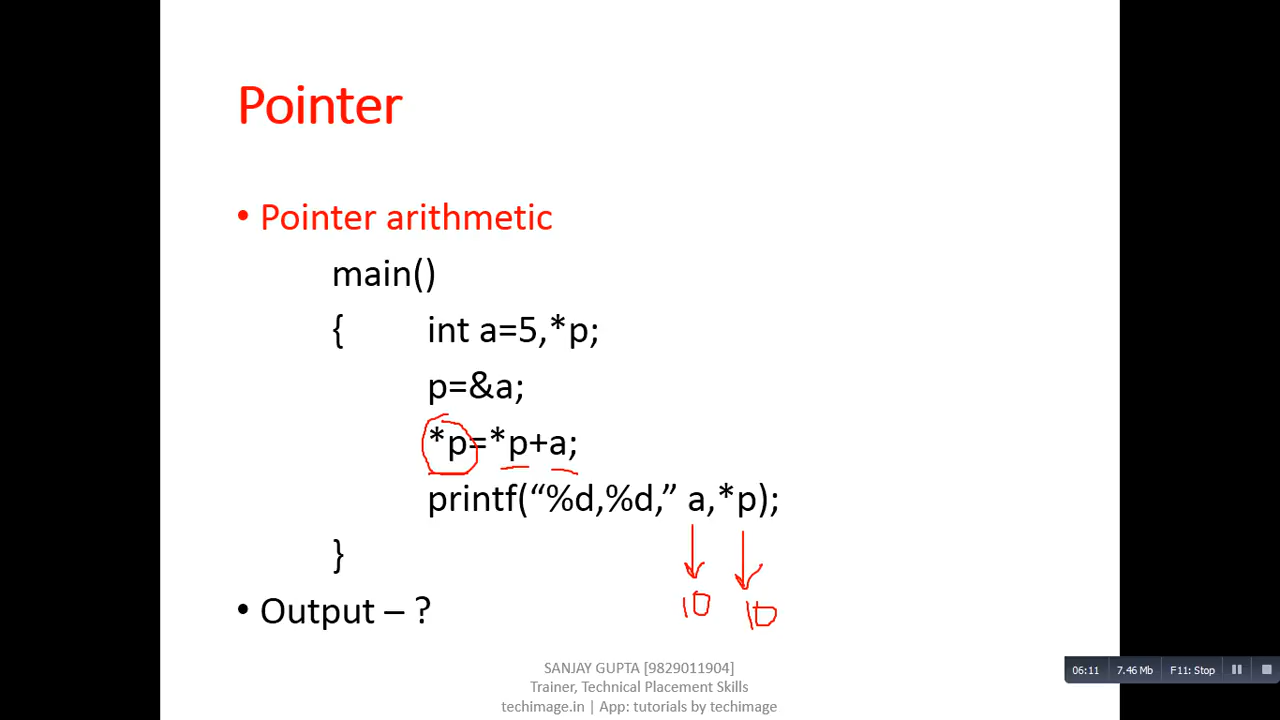 Pointer
• Pointer arithmetic
main()
{ int a=5,*p;
p=&a;
*p=*p+a;
printf(“%d,%d,” a,*p);
}
10 10
• Output – ?
SANJAY GUPTA [9829011904]
Trainer, Technical Placement Skills
techimage.in | App: tutorials by techimage
06:11 7.46 Mb F11: Stop